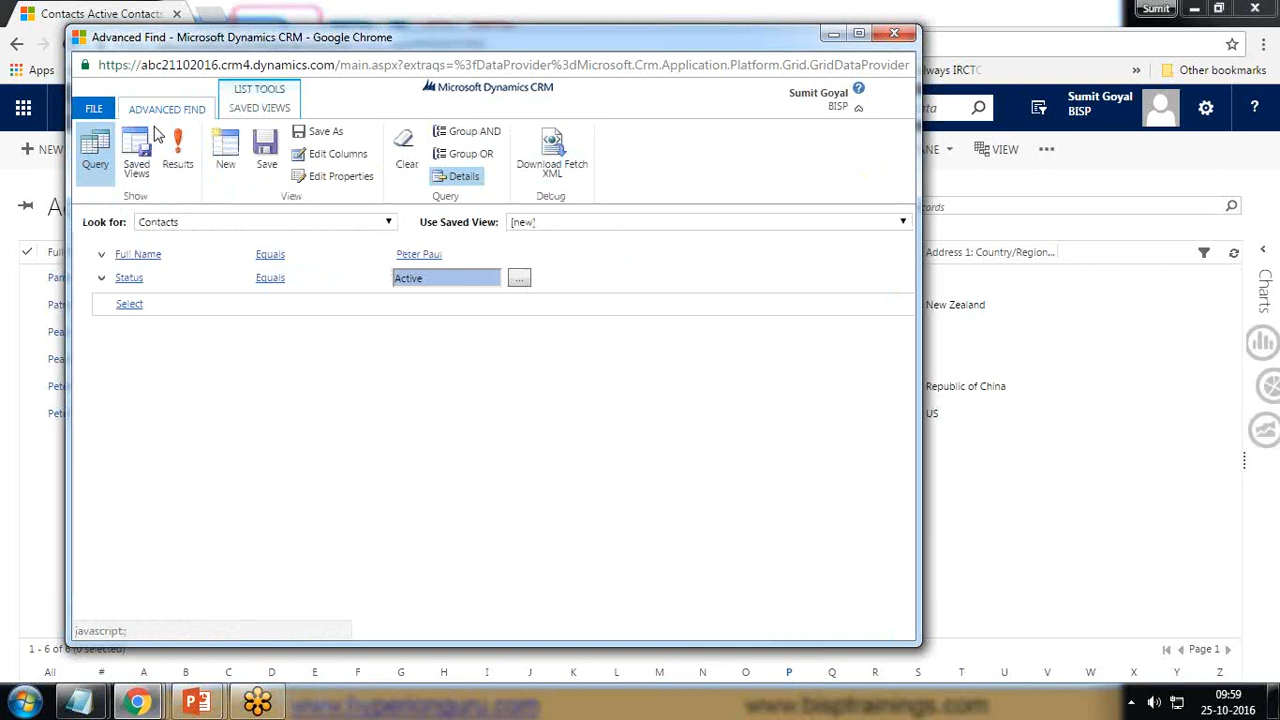 Contacts Active Contacts
Sumit
Advanced Find - Microsoft Dynamics CRM - Google Chrome
https://abc21102016.crm4.dynamics.com/main.aspx?extraqs=%3fDataProvider%3dMicrosoft.Crm.Application.Platform.Grid.GridDataProvider
Apps
lways IRCTC
»
Other bookmarks
LIST TOOLS
FILE
ADVANCED FIND
SAVED VIEWS
Microsoft Dynamics CRM
Sumit Goyal
BISP
data
Sumit Goyal
BISP
?
NEW
Query
Saved Views
Results
New
Save
Save As
Edit Columns
Edit Properties
Clear
Group AND
Group OR
Details
Download Fetch XML
VIEW
Show
View
Query
Debug
Look for:
Contacts
Use Saved View:
[new]
Full Name
Equals
Peter Paul
Status
Equals
Active
...
Select
Address 1: Country/Region...
New Zealand
Republic of China
US
Charts
javascript:;
1 - 6 of 6 (0 selected)
Page 1
All # A B C D E F G H I J K L M N O P Q R S T U V W X Y Z
09:59
25-10-2016